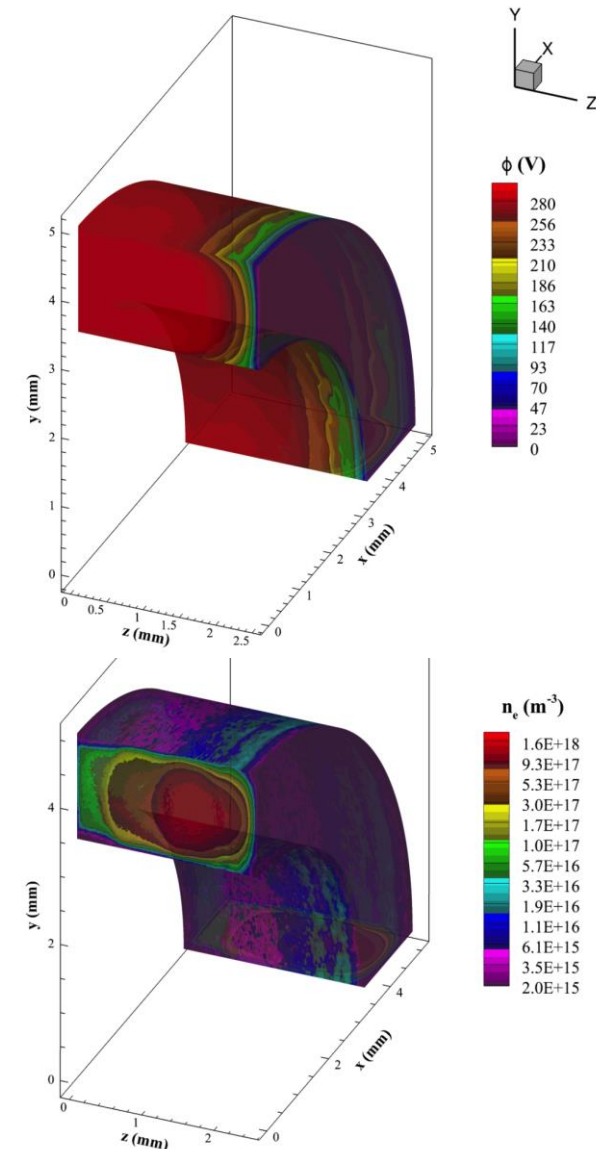 Y
X
Z
ϕ (V)
280
256
233
210
186
163
140
117
93
70
47
23
0
5
4
3
2
1
0
y (mm)
0
0.5
1
1.5
2
2.5
z (mm)
0
1
2
3
4
5
x (mm)
nₑ (m⁻³)
1.6E+18
9.3E+17
5.3E+17
3.0E+17
1.7E+17
1.0E+17
5.7E+16
3.3E+16
1.9E+16
1.1E+16
6.1E+15
3.5E+15
2.0E+15
4
2
0
y (mm)
0
1
2
z (mm)
0
2
4
x (mm)